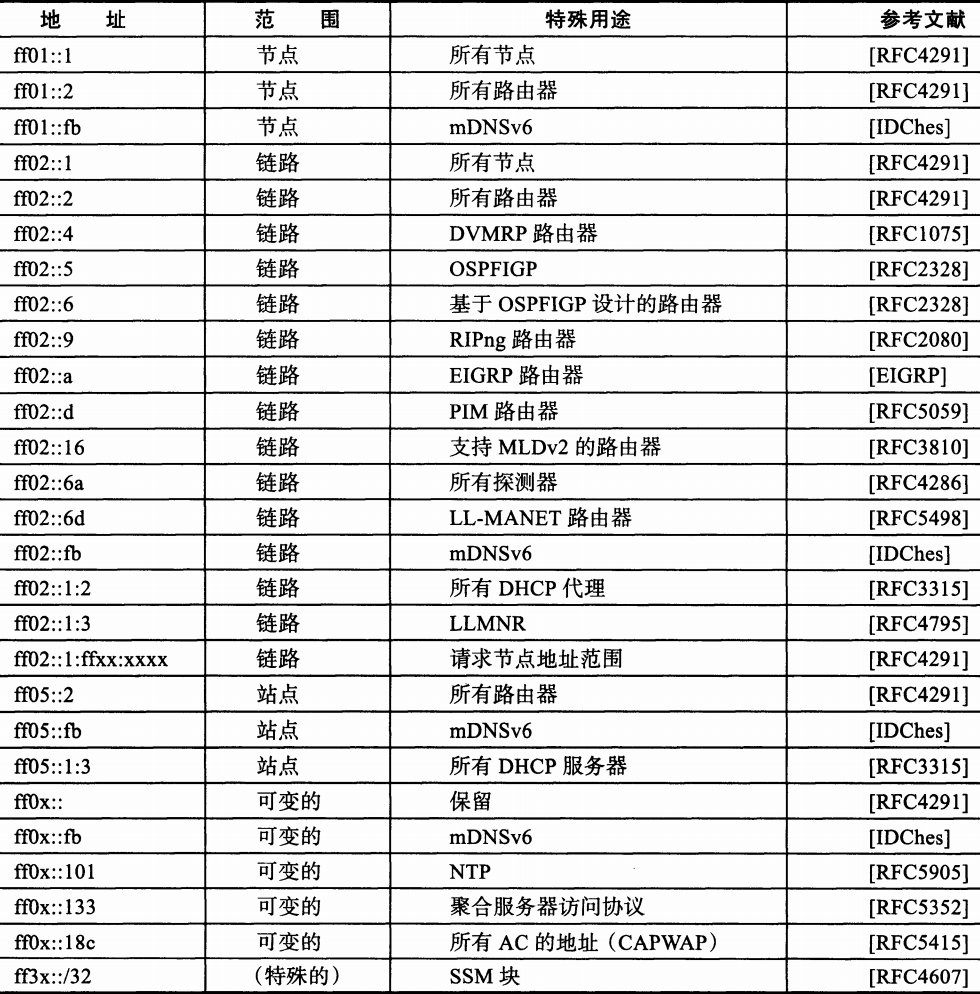 地 址 范 围 特殊用途 参考文献
ff01::1 节点 所有节点 [RFC4291]
ff01::2 节点 所有路由器 [RFC4291]
ff01::fb 节点 mDNSv6 [IDChes]
ff02::1 链路 所有节点 [RFC4291]
ff02::2 链路 所有路由器 [RFC4291]
ff02::4 链路 DVMRP 路由器 [RFC1075]
ff02::5 链路 OSPFIGP [RFC2328]
ff02::6 链路 基于 OSPFIGP 设计的路由器 [RFC2328]
ff02::9 链路 RIPng 路由器 [RFC2080]
ff02::a 链路 EIGRP 路由器 [EIGRP]
ff02::d 链路 PIM 路由器 [RFC5059]
ff02::16 链路 支持 MLDv2 的路由器 [RFC3810]
ff02::6a 链路 所有探测器 [RFC4286]
ff02::6d 链路 LL-MANET 路由器 [RFC5498]
ff02::fb 链路 mDNSv6 [IDChes]
ff02::1:2 链路 所有 DHCP 代理 [RFC3315]
ff02::1:3 链路 LLMNR [RFC4795]
ff02::1:ffxx:xxxx 链路 请求节点地址范围 [RFC4291]
ff05::2 站点 所有路由器 [RFC4291]
ff05::fb 站点 mDNSv6 [IDChes]
ff05::1:3 站点 所有 DHCP 服务器 [RFC3315]
ff0x:: 可变的 保留 [RFC4291]
ff0x::fb 可变的 mDNSv6 [IDChes]
ff0x::101 可变的 NTP [RFC5905]
ff0x::133 可变的 聚合服务器访问协议 [RFC5352]
ff0x::18c 可变的 所有 AC 的地址（CAPWAP） [RFC5415]
ff3x::/32 （特殊的） SSM 块 [RFC4607]